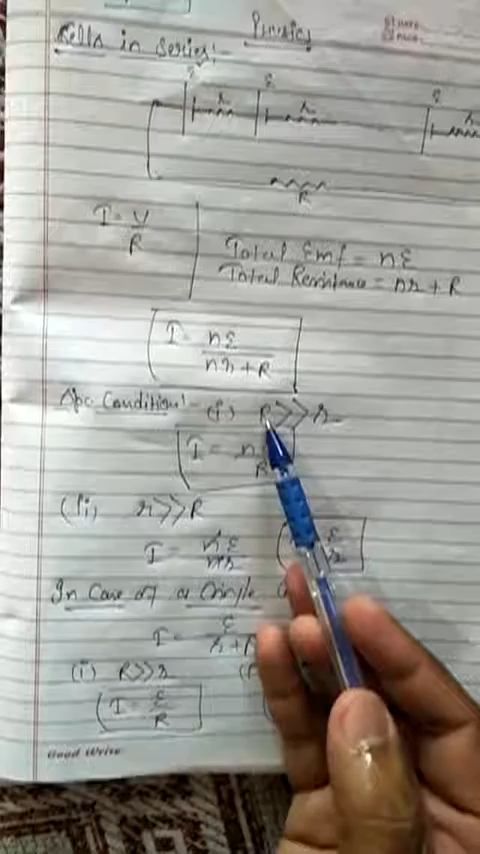 Physics
Cells in series:-
ε r ε r ε r
R
I = V/R
Total Emf = nε
Total Resistance = nr + R
I = nε/nr + R
Spc Condition:- (i) R>>r
I = n
R
(ii) r>>R
I = nε/nr
ε/r
In Case of a Single
I = ε
(i) R>>r
I = ε/R
Good Write